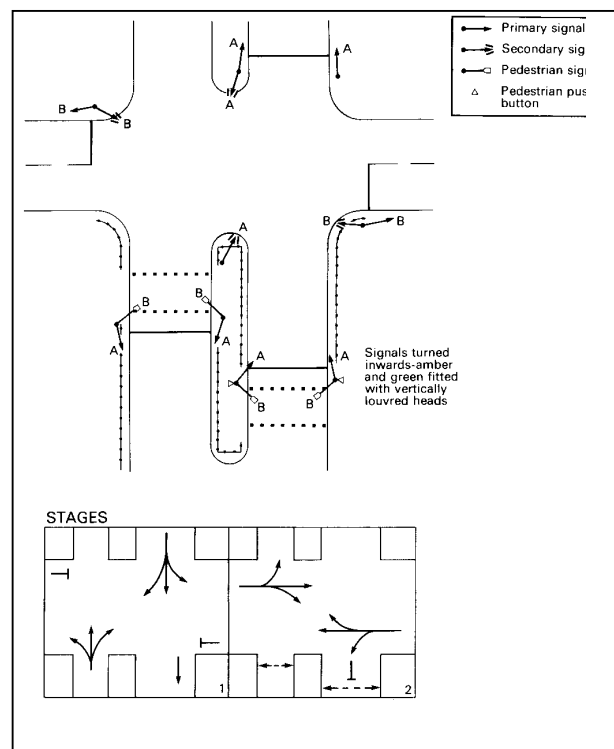 Primary signal
Secondary sig
Pedestrian sig
Pedestrian pus
button
A
A
A
B
B
A
B
B
B
B
A
A
A
A
B
B
Signals turned
inwards-amber
and green fitted
with vertically
louvred heads
STAGES
1
2